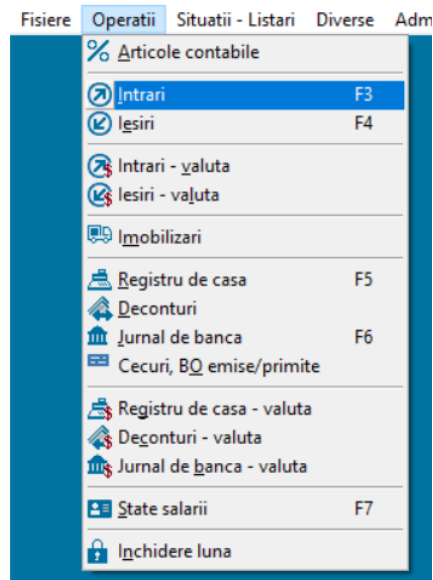 Fisiere Operatii Situatii - Listari Diverse Adm
Articole contabile
Intrari F3
Iesiri F4
Intrari - valuta
Iesiri - valuta
Imobilizari
Registru de casa F5
Deconturi
Jurnal de banca F6
Cecuri, BO emise/primite
Registru de casa - valuta
Deconturi - valuta
Jurnal de banca - valuta
State salarii F7
Inchidere luna